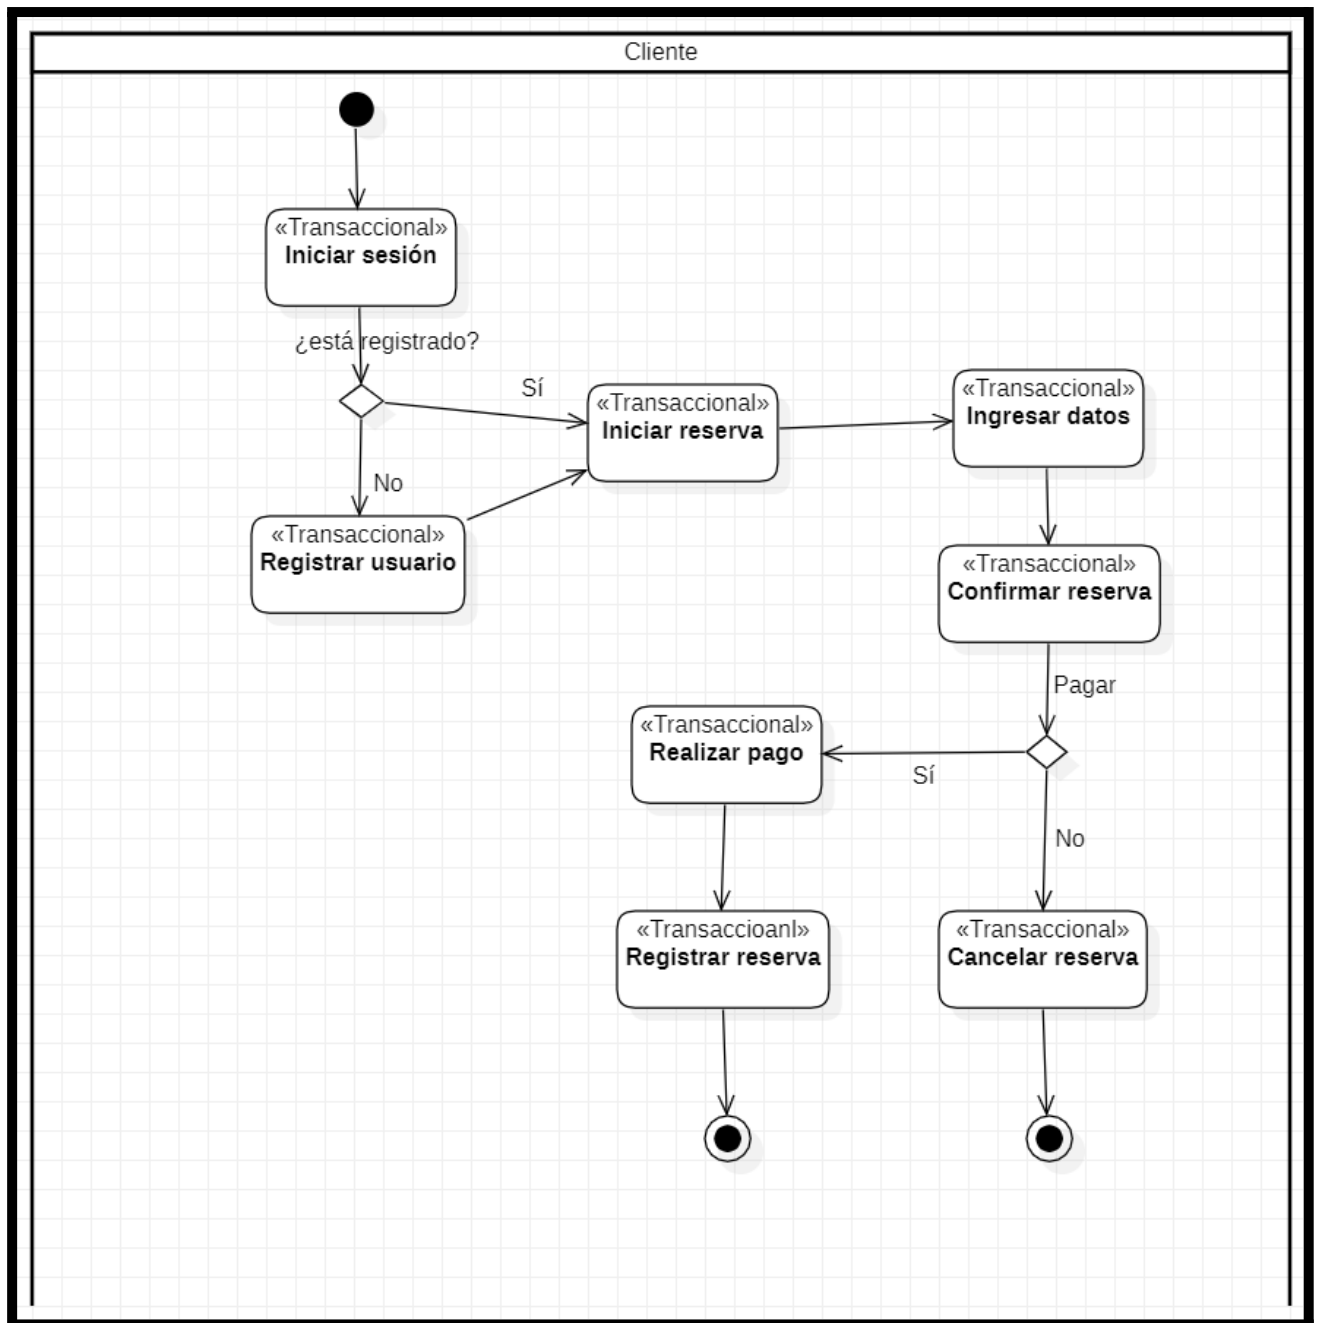 Cliente
«Transaccional»
Iniciar sesión
¿está registrado?
Sí
No
«Transaccional»
Registrar usuario
«Transaccional»
Iniciar reserva
«Transaccional»
Ingresar datos
«Transaccional»
Confirmar reserva
Pagar
Sí
No
«Transaccional»
Realizar pago
«Transaccioanl»
Registrar reserva
«Transaccional»
Cancelar reserva